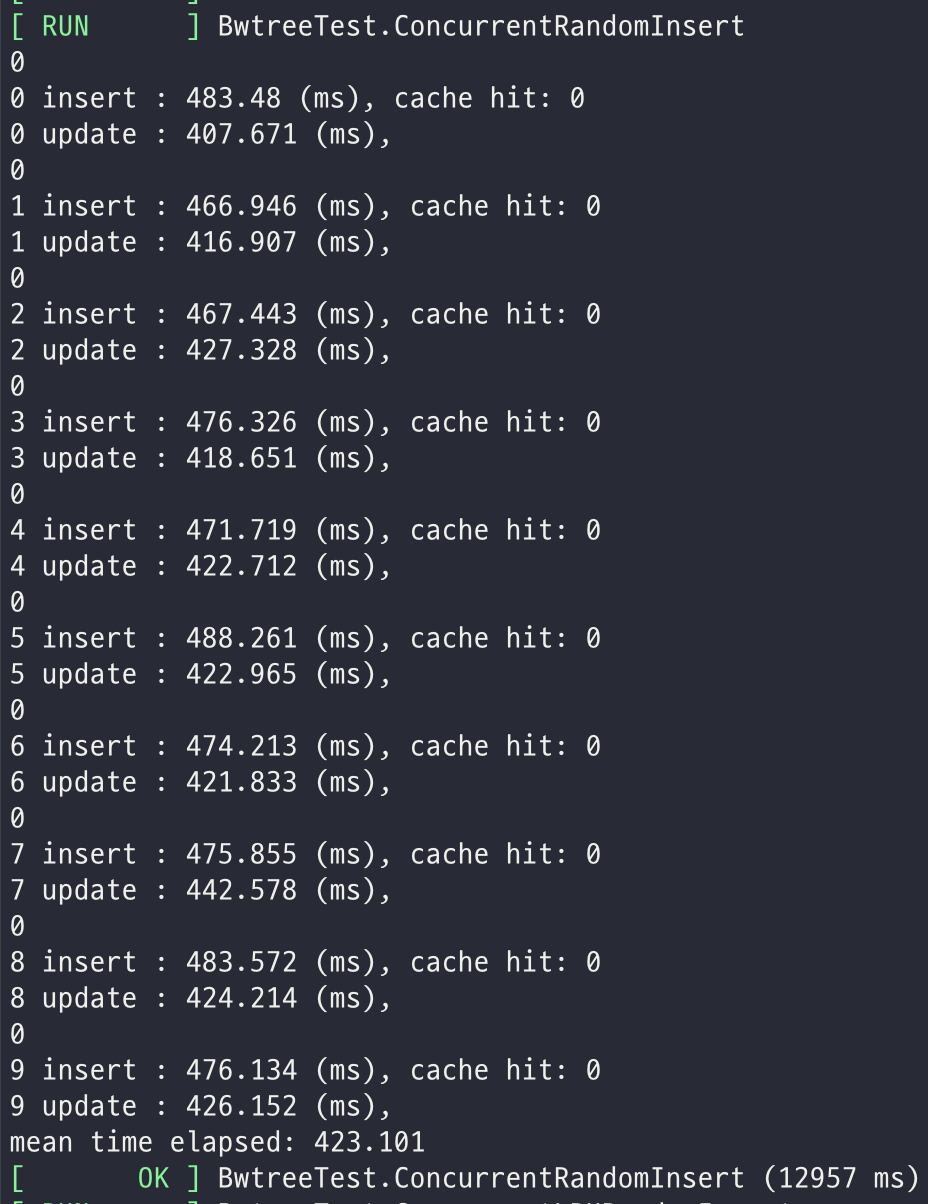 [ RUN      ] BwtreeTest.ConcurrentRandomInsert
0
0 insert : 483.48 (ms), cache hit: 0
0 update : 407.671 (ms),
0
1 insert : 466.946 (ms), cache hit: 0
1 update : 416.907 (ms),
0
2 insert : 467.443 (ms), cache hit: 0
2 update : 427.328 (ms),
0
3 insert : 476.326 (ms), cache hit: 0
3 update : 418.651 (ms),
0
4 insert : 471.719 (ms), cache hit: 0
4 update : 422.712 (ms),
0
5 insert : 488.261 (ms), cache hit: 0
5 update : 422.965 (ms),
0
6 insert : 474.213 (ms), cache hit: 0
6 update : 421.833 (ms),
0
7 insert : 475.855 (ms), cache hit: 0
7 update : 442.578 (ms),
0
8 insert : 483.572 (ms), cache hit: 0
8 update : 424.214 (ms),
0
9 insert : 476.134 (ms), cache hit: 0
9 update : 426.152 (ms),
mean time elapsed: 423.101
[       OK ] BwtreeTest.ConcurrentRandomInsert (12957 ms)